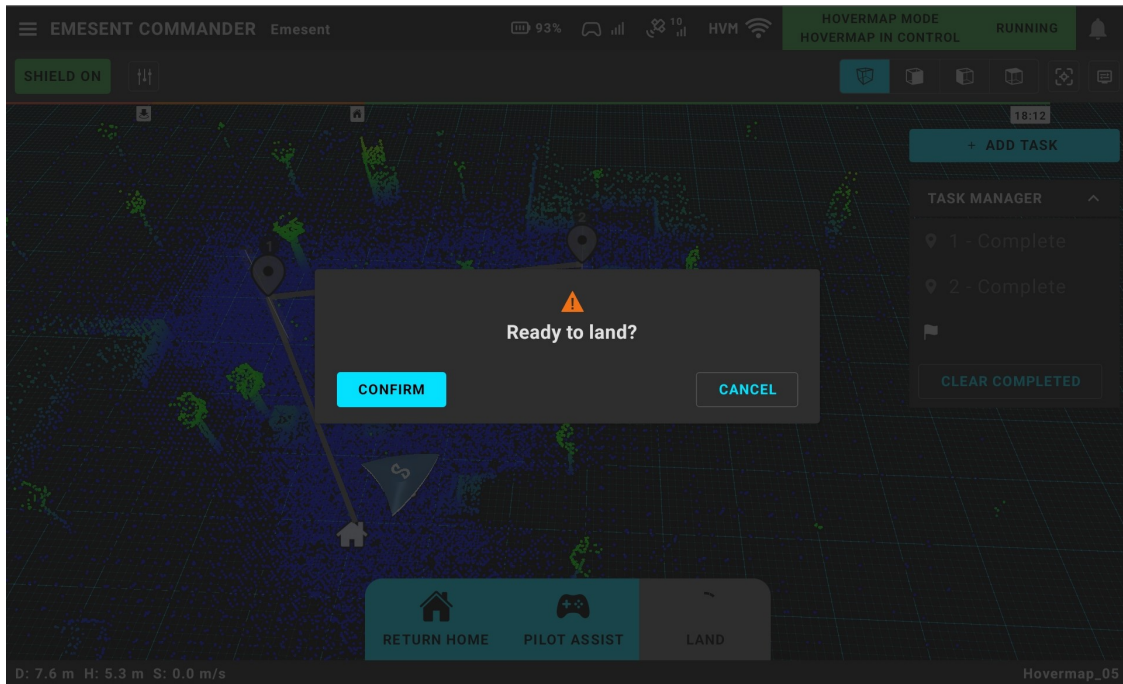 EMESENT COMMANDER Emesent 93% 10 HVM HOVERMAP MODE
HOVERMAP IN CONTROL RUNNING
SHIELD ON
18:12
+ ADD TASK
TASK MANAGER
1
2
1 - Complete
2 - Complete
Ready to land?
CONFIRM
CANCEL
CLEAR COMPLETED
S
RETURN HOME
PILOT ASSIST
LAND
D: 7.6 m H: 5.3 m S: 0.0 m/s
Hovermap_05